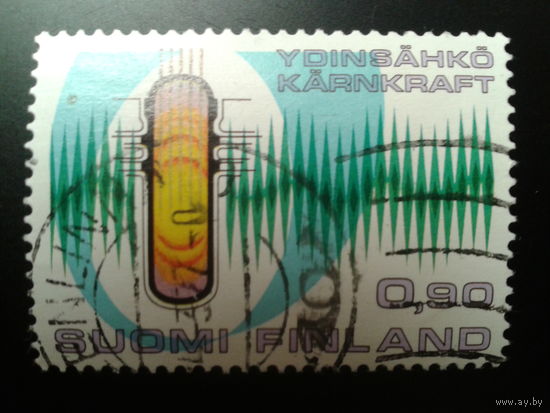 YDINSÄHKÖ
KÄRNKRAFT
0,90
SUOMI FINLAND
www.ay.by